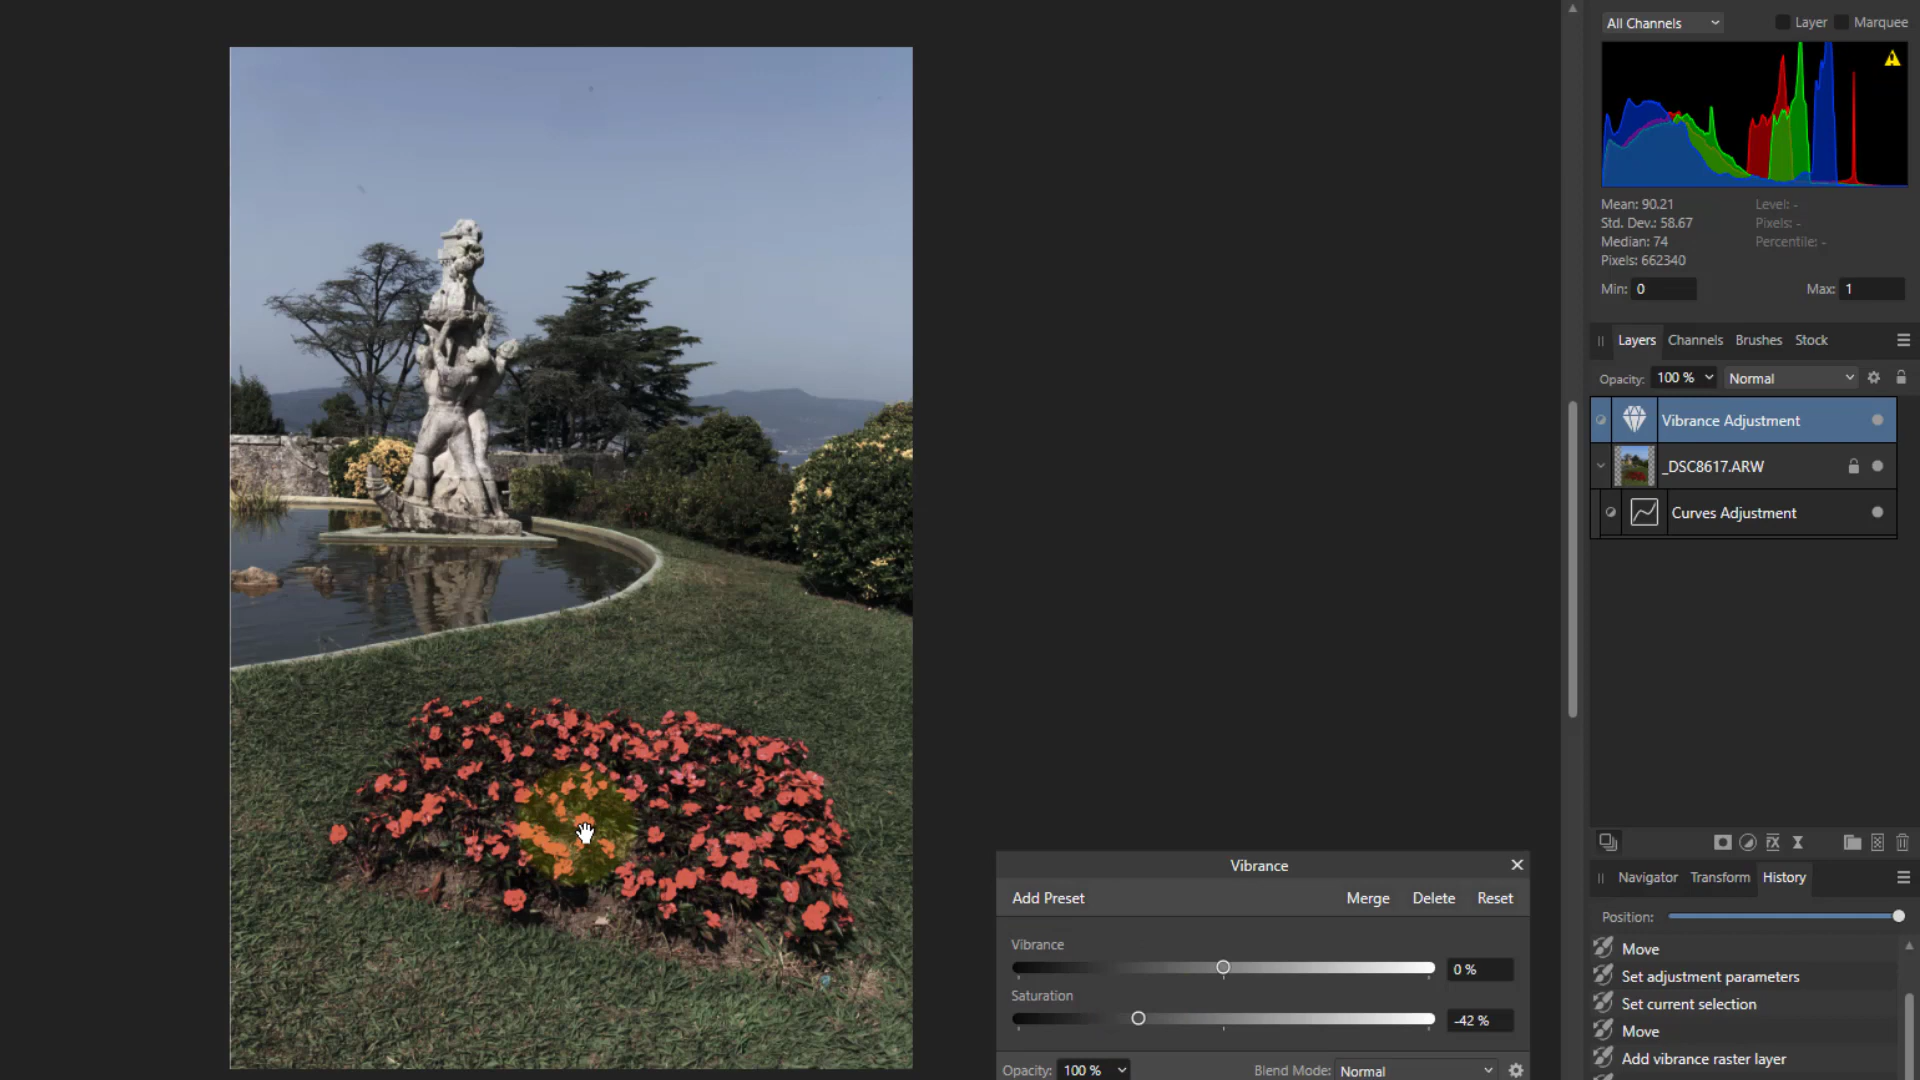 All Channels
Layer
Marquee
Mean: 90.21
Std. Dev.: 58.67
Median: 74
Pixels: 662340
Level: -
Pixels: -
Percentile: -
Min: 0
Max: 1
Layers
Channels
Brushes
Stock
Opacity: 100 %
Normal
Vibrance Adjustment
_DSC8617.ARW
Curves Adjustment
Navigator
Transform
History
Position:
Move
Set adjustment parameters
Set current selection
Move
Add vibrance raster layer
Vibrance
Add Preset
Merge
Delete
Reset
Vibrance
0 %
Saturation
-42 %
Opacity: 100 %
Blend Mode: Normal